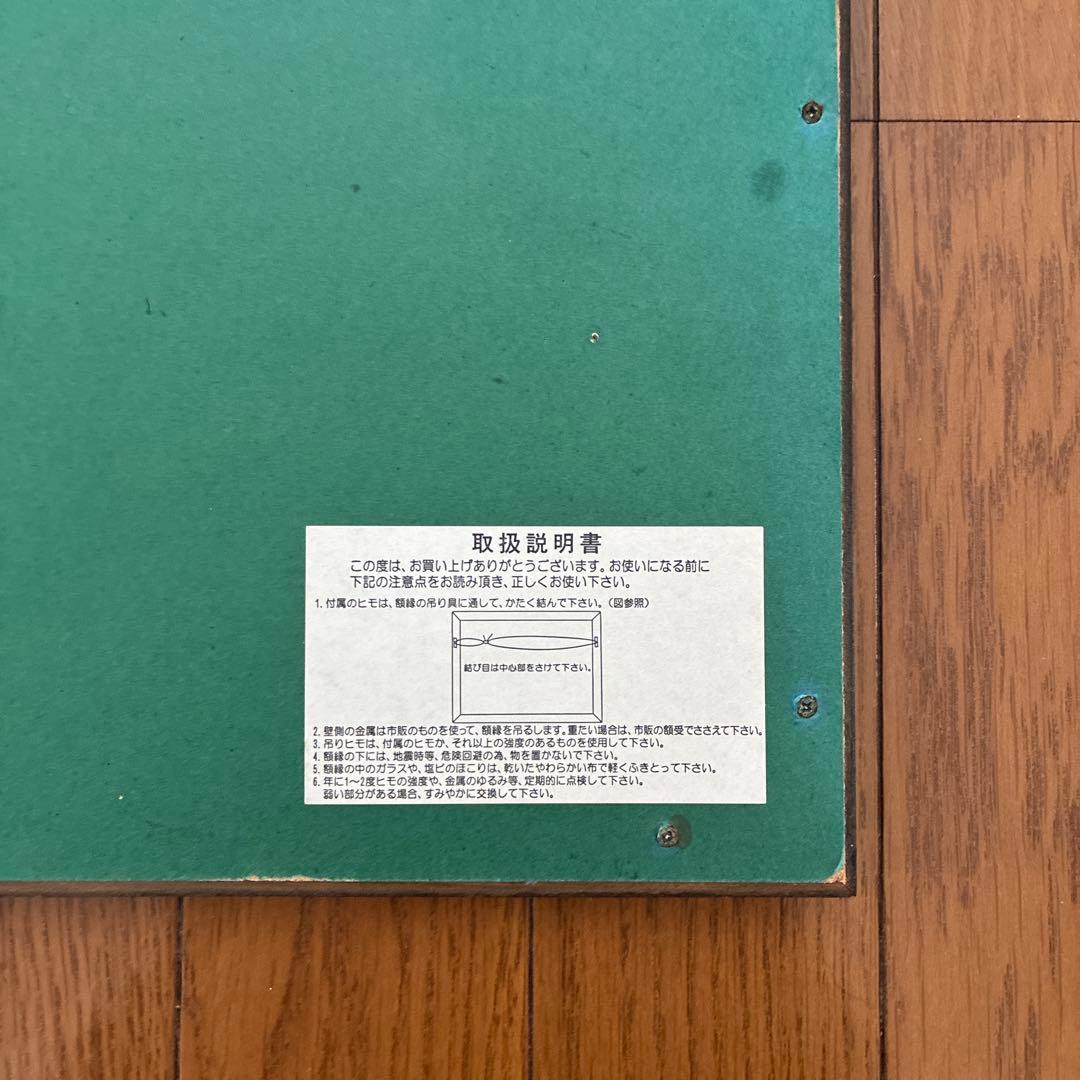 取扱説明書
この度は、お買い上げありがとうございます。お使いになる前に
下記の注意点をお読み頂き、正しくお使い下さい。
1. 付属のヒモは、額縁の吊り具に通して、かたく結んで下さい。(図参照)
結び目は中心部をさけて下さい。
2. 壁側の金属は市販のものを使って、額縁を吊るします。重たい場合は、市販の額受でささえて下さい。
3. 吊りヒモは、付属のヒモか、それ以上の強度のあるものを使用して下さい。
4. 額縁の下には、地震時等、危険回避の為、物を置かないで下さい。
5. 額縁の中のガラスや、塩ビのほこりは、乾いたやわらかい布で軽くふきとって下さい。
6. 年に1〜2度ヒモの強度や、金属のゆるみ等、定期的に点検して下さい。
弱い部分がある場合、すみやかに交換して下さい。